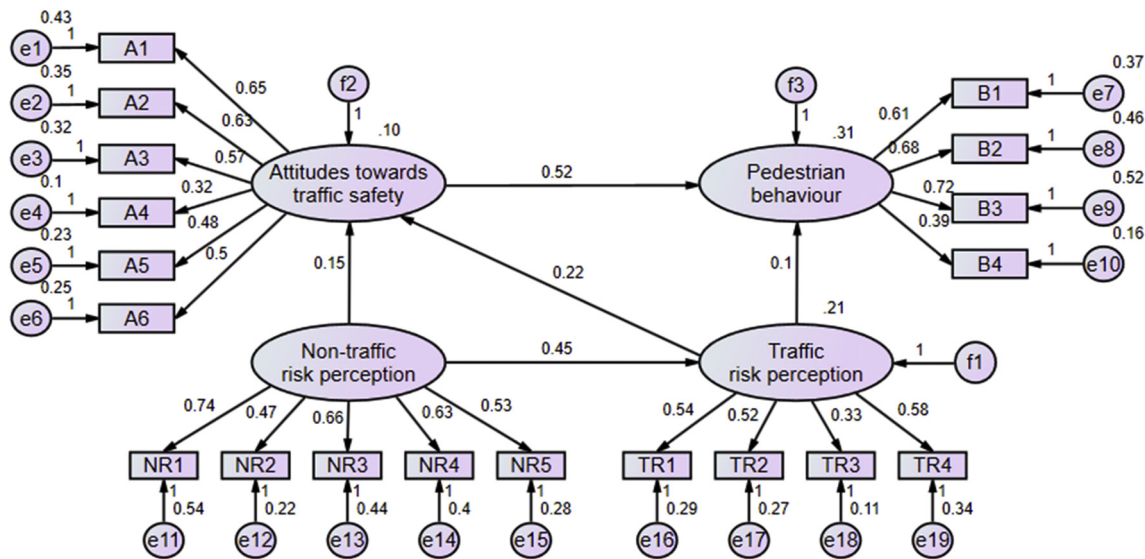 0.43
e1 1 A1
0.35
e2 1 A2
0.32
e3 1 A3
0.1
e4 1 A4
0.23
e5 1 A5
0.25
e6 1 A6
0.65
0.63
0.57
0.32
0.48
0.5
f2
1
.10
Attitudes towards
traffic safety
0.52
f3
1
.31
Pedestrian
behaviour
0.61
0.68
0.72
0.39
0.37
B1 1 e7
0.46
B2 1 e8
0.52
B3 1 e9
0.16
B4 1 e10
0.15
0.22
0.1
.21
Non-traffic
risk perception
0.45
Traffic
risk perception
1
f1
0.74
0.47
0.66
0.63
0.53
0.54
0.52
0.33
0.58
NR1 NR2 NR3 NR4 NR5 TR1 TR2 TR3 TR4
1 1 1 1 1 1 1 1 1
0.54 0.22 0.44 0.4 0.28 0.29 0.27 0.11 0.34
e11 e12 e13 e14 e15 e16 e17 e18 e19